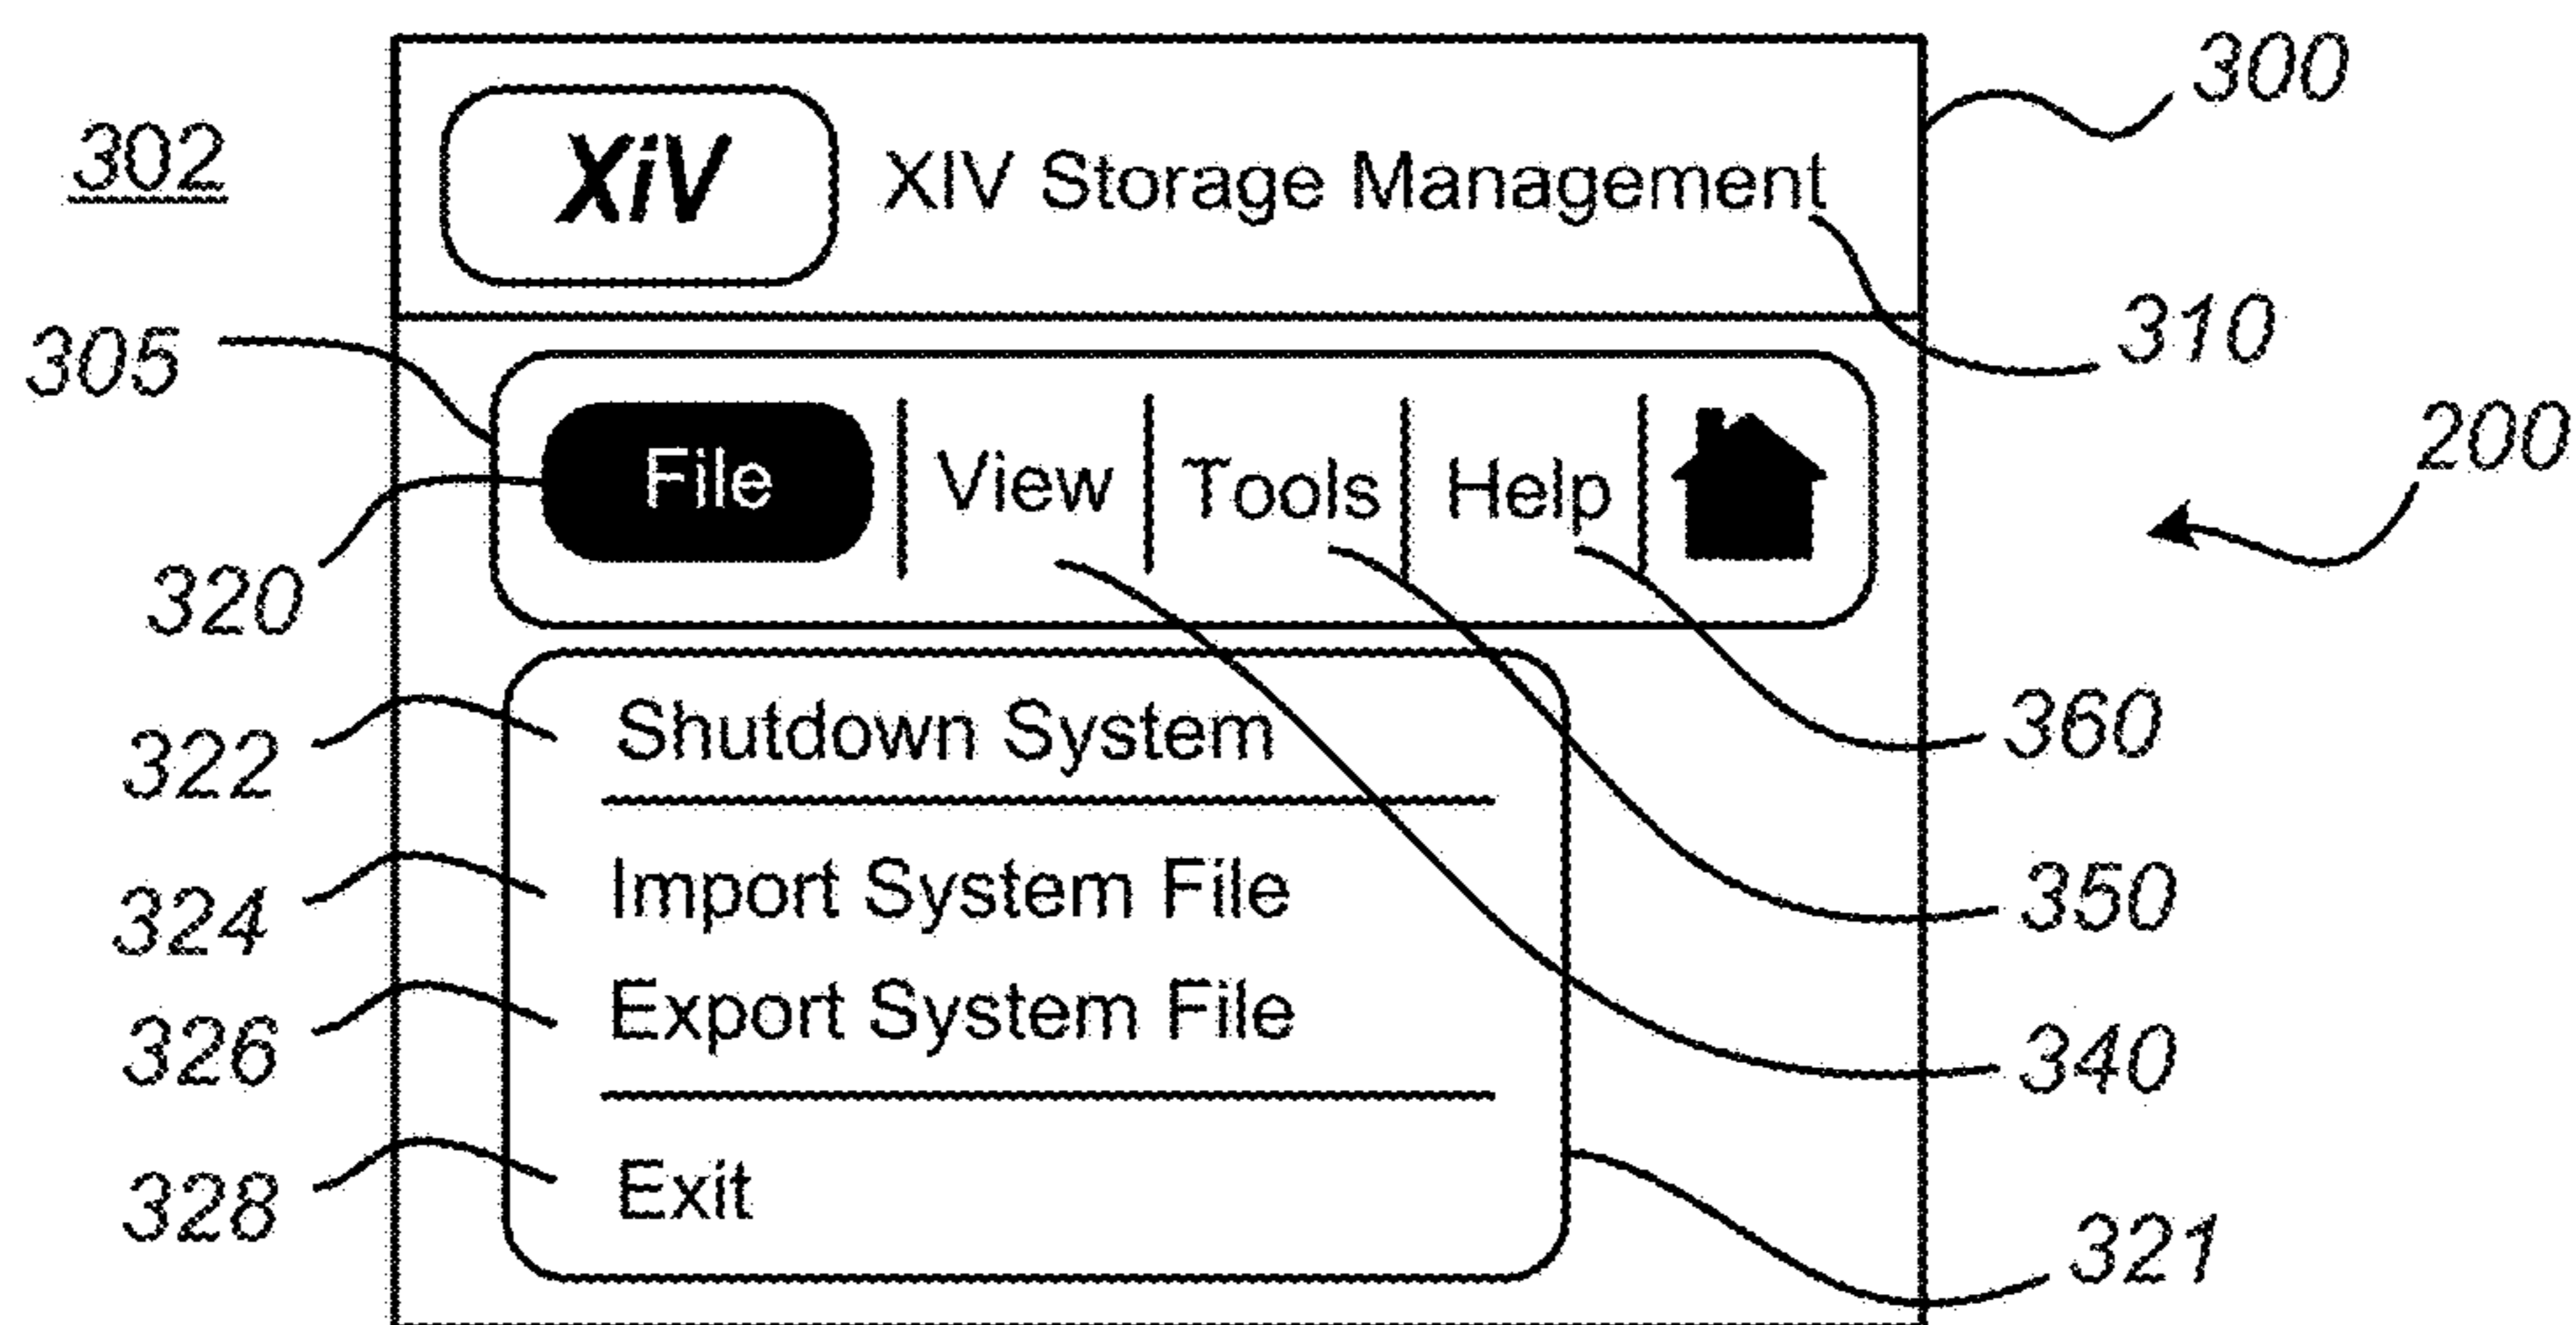 300
302
XiV XIV Storage Management
310
305
File View Tools Help
200
320
322 Shutdown System
360
324 Import System File
350
326 Export System File
340
328 Exit
321